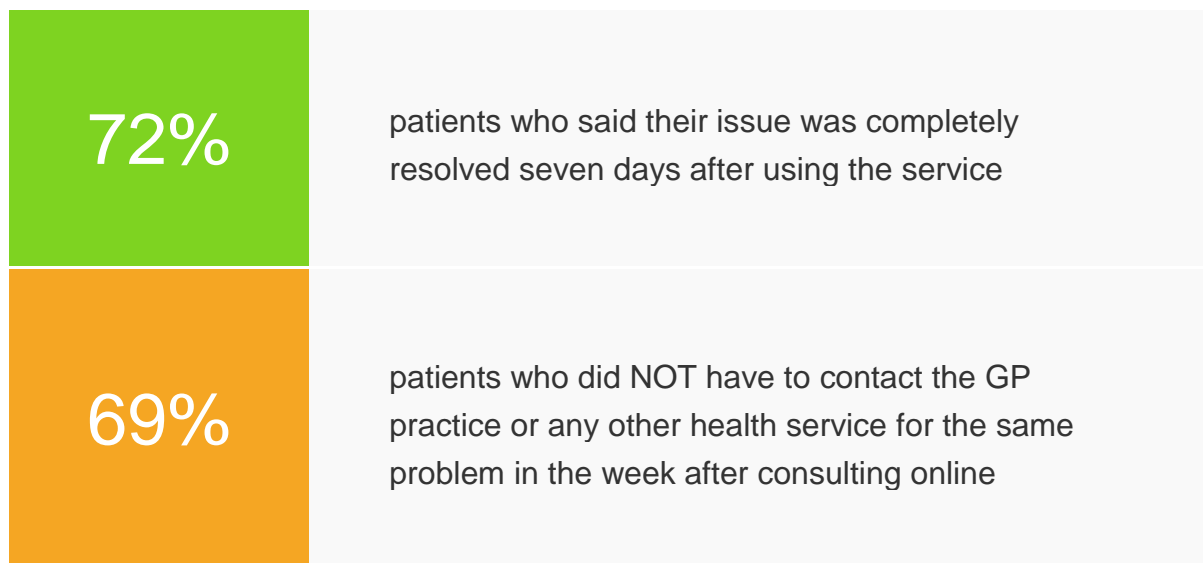 72%
patients who said their issue was completely
resolved seven days after using the service
69%
patients who did NOT have to contact the GP
practice or any other health service for the same
problem in the week after consulting online